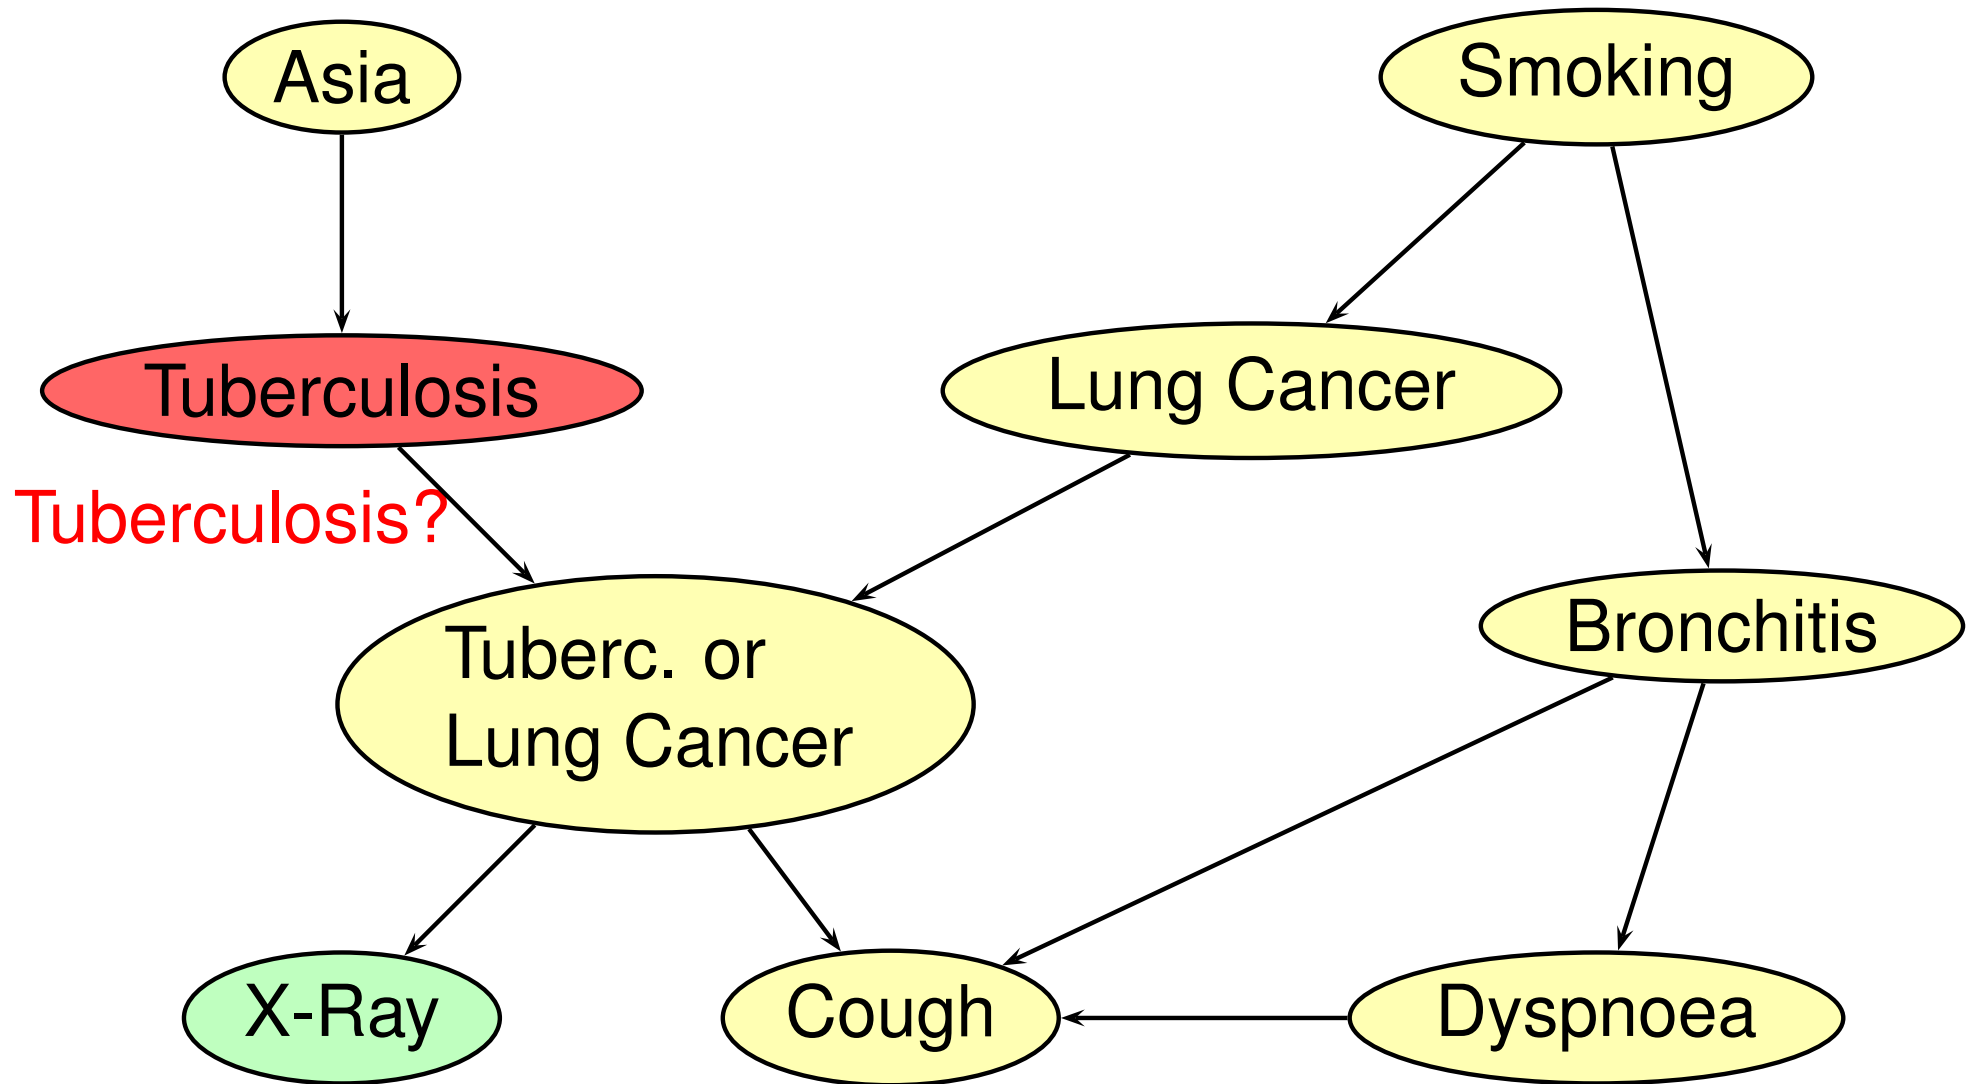 Asia
Smoking
Tuberculosis
Lung Cancer
Tuberculosis?
Tuberc. or
Lung Cancer
Bronchitis
X-Ray
Cough
Dyspnoea